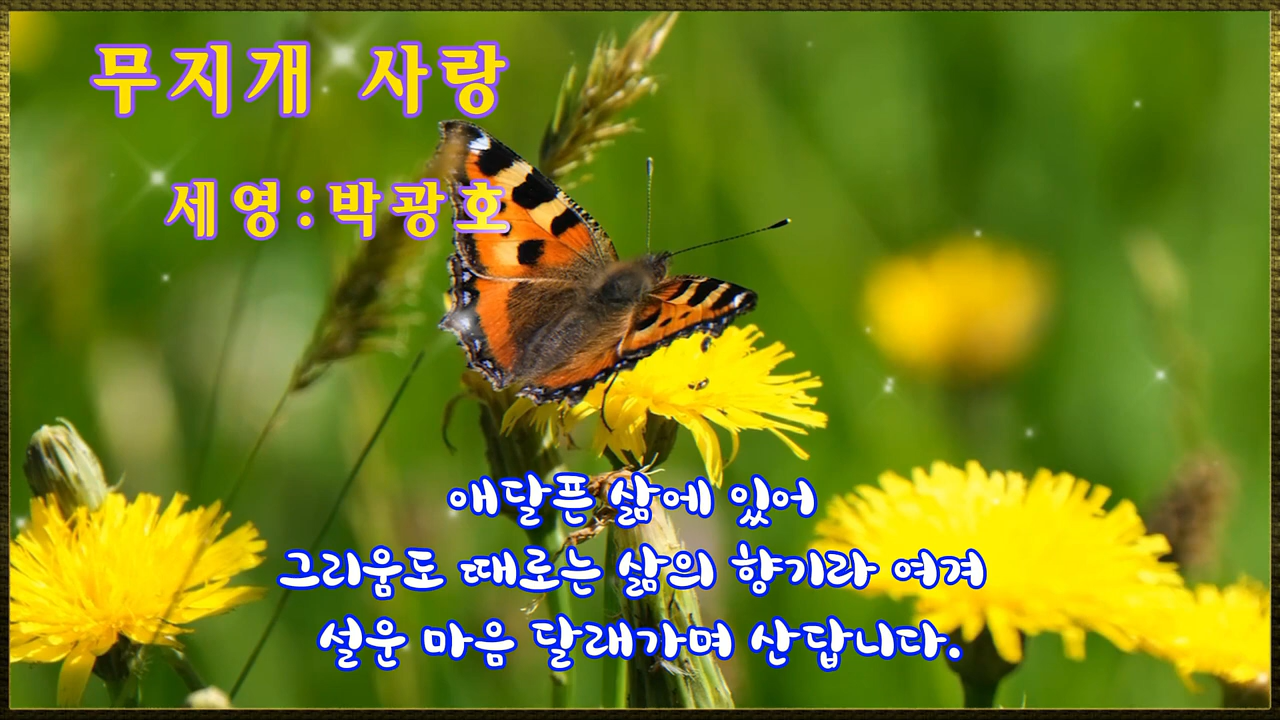 무지개 사랑
세영:박광호
애달픈 삶에 있어
그리움도 때로는 삶의 향기라 여겨
설운 마음 달래가며 산답니다.